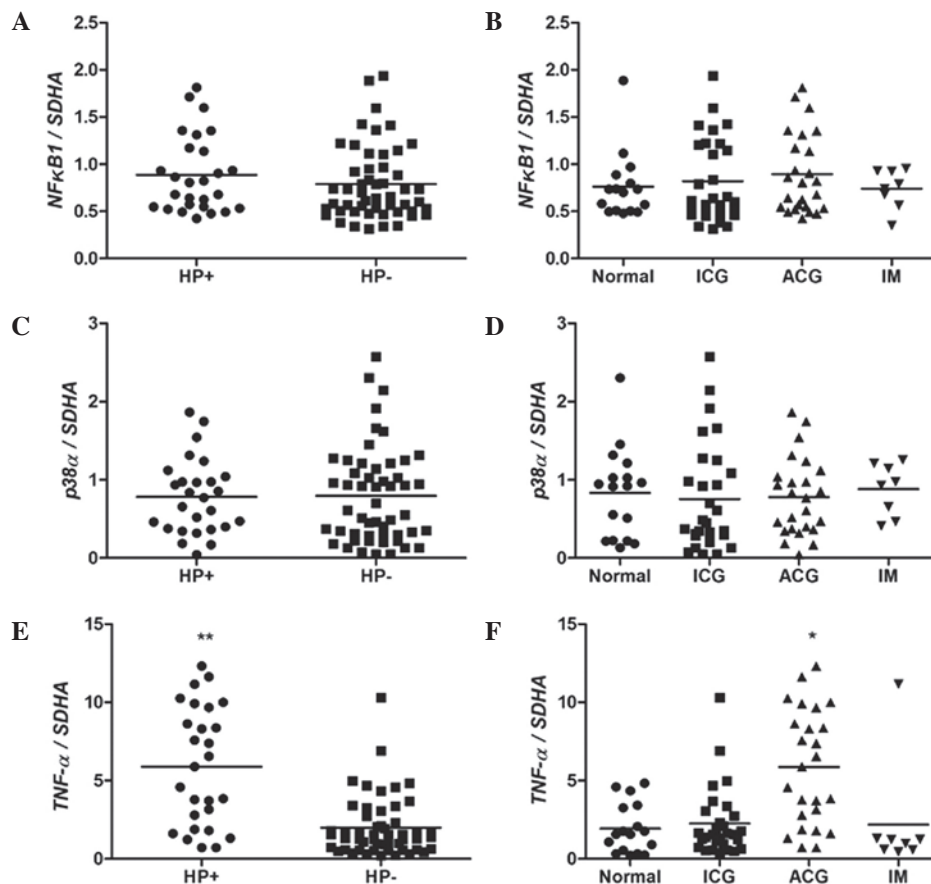 A
NFκB1 / SDHA
2.5
2.0
1.5
1.0
0.5
0.0
HP+
HP-
B
NFκB1 / SDHA
2.5
2.0
1.5
1.0
0.5
0.0
Normal
ICG
ACG
IM
C
p38α / SDHA
3
2
1
0
HP+
HP-
D
p38α / SDHA
3
2
1
0
Normal
ICG
ACG
IM
E
TNF-α / SDHA
15
10
5
0
**
HP+
HP-
F
TNF-α / SDHA
15
10
5
0
*
Normal
ICG
ACG
IM